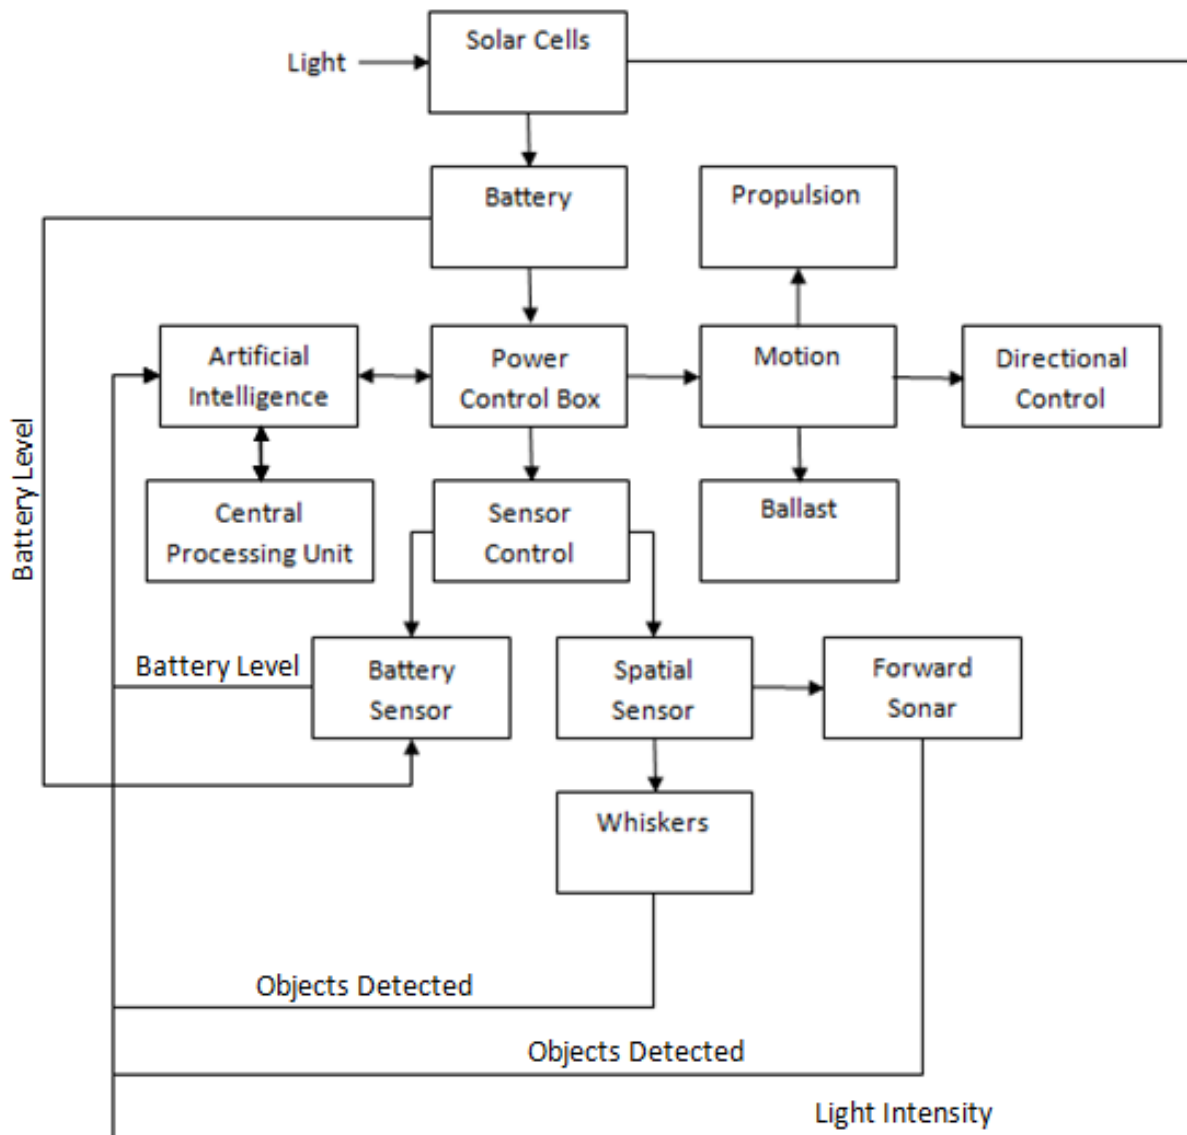 Solar Cells
Light
Battery
Propulsion
Artificial
Intelligence
Power
Control Box
Motion
Directional
Control
Battery Level
Central
Processing Unit
Sensor
Control
Ballast
Battery Level
Battery
Sensor
Spatial
Sensor
Forward
Sonar
Whiskers
Objects Detected
Objects Detected
Light Intensity